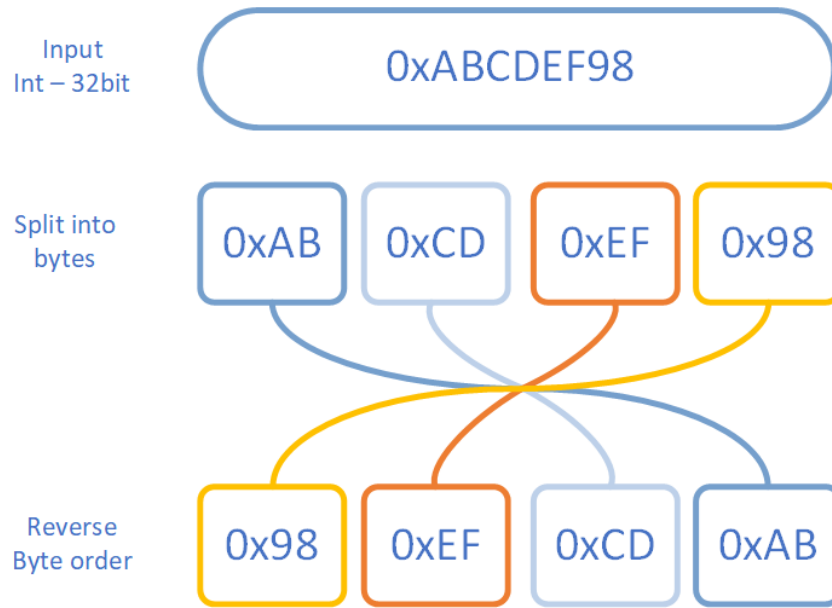 Input
Int – 32bit
0xABCDEF98
Split into
bytes
0xAB
0xCD
0xEF
0x98
Reverse
Byte order
0x98
0xEF
0xCD
0xAB